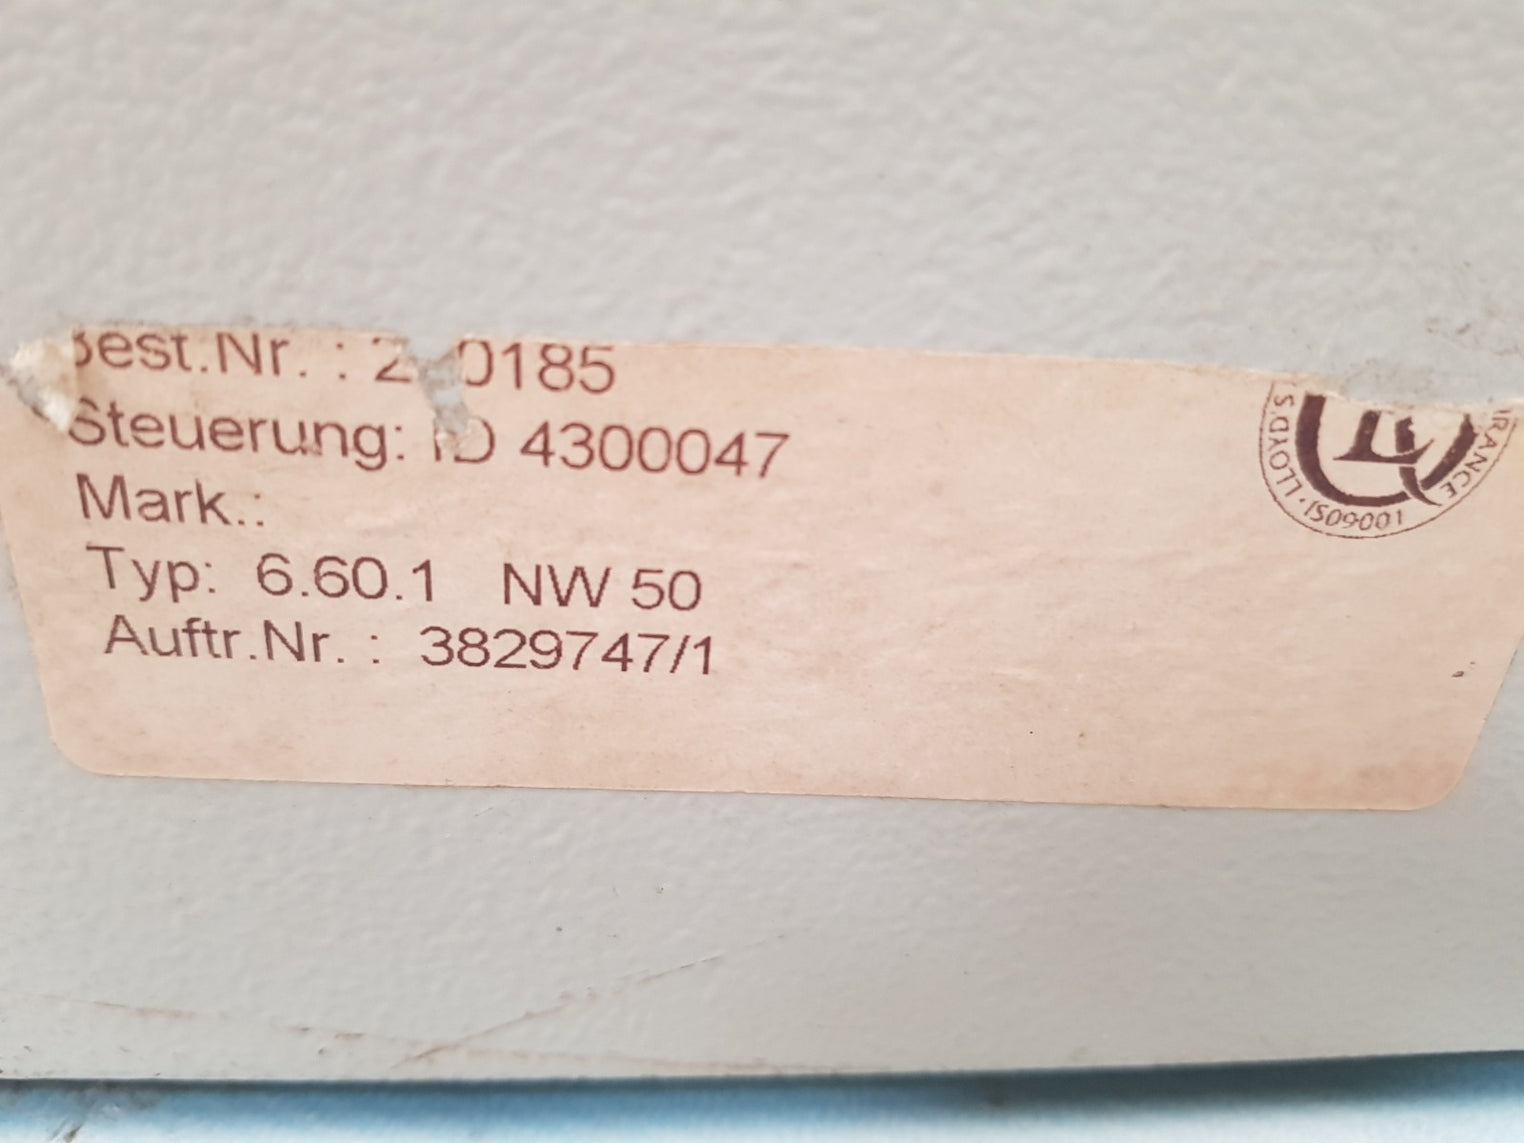 Best.Nr. : 2 0185
Steuerung: ID 4300047
Mark.:
Typ: 6.60.1 NW 50
Auftr.Nr. : 3829747/1
LLOYD'S
ISO9001